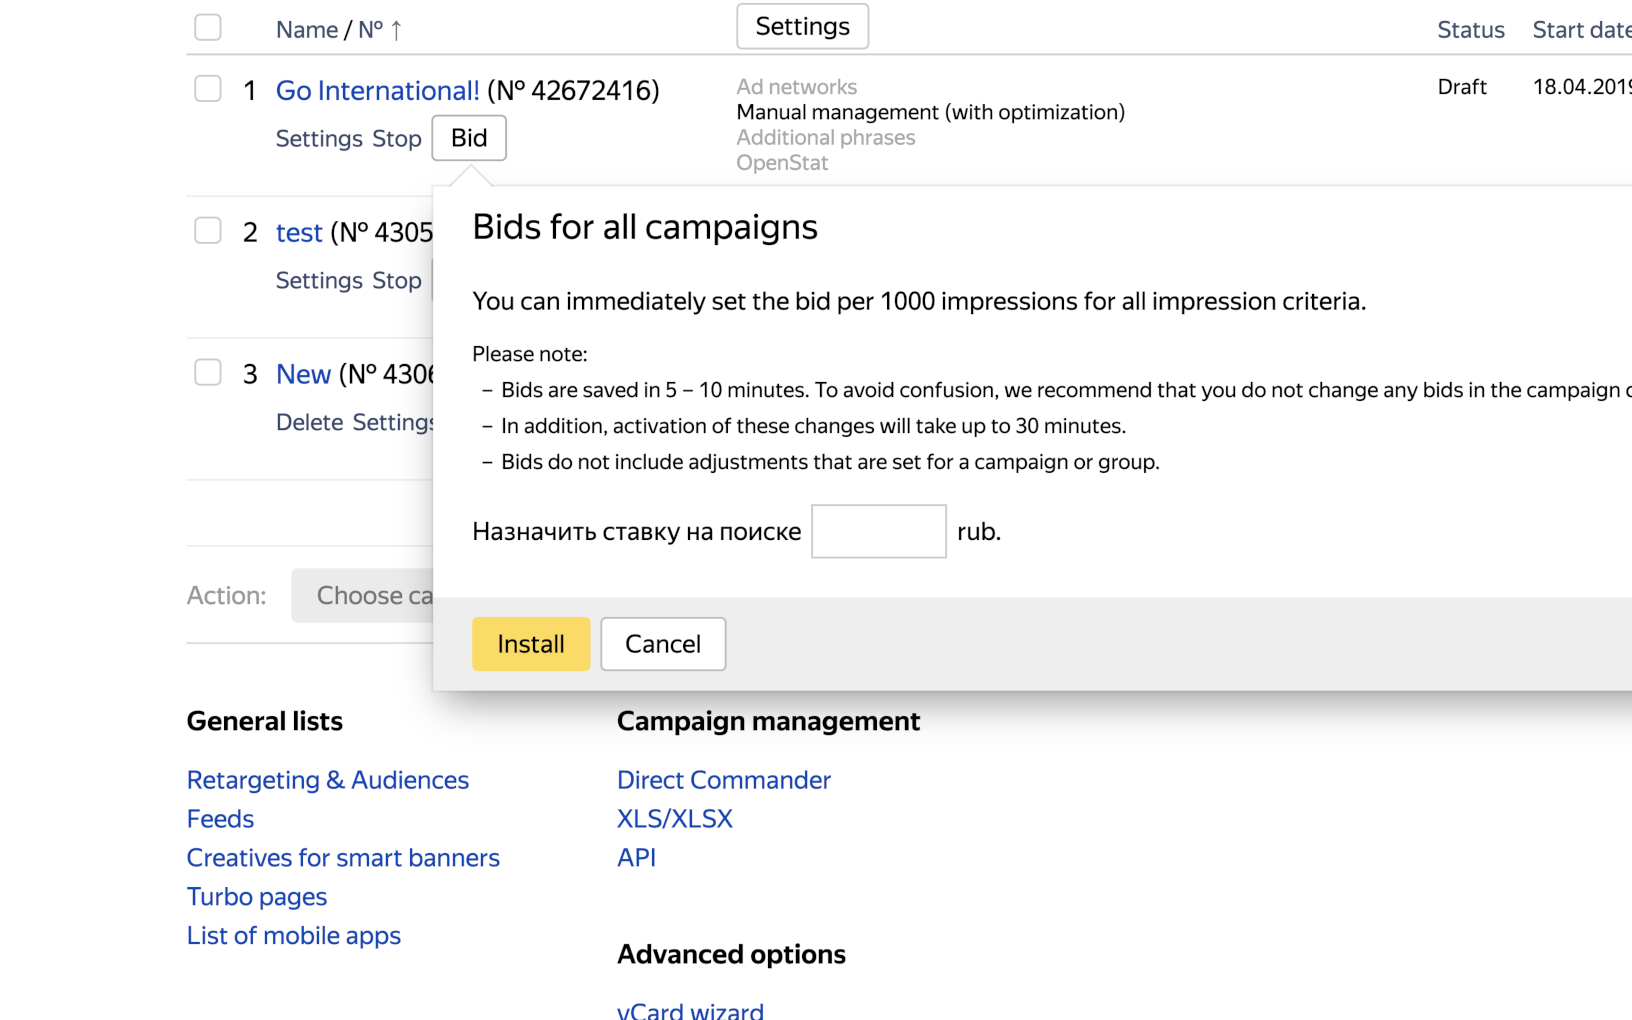 Name / Nº ↑
Settings
Status
Start date
1 Go International! (Nº 42672416)
Ad networks
Manual management (with optimization)
Additional phrases
OpenStat
Draft
18.04.2019
Settings Stop Bid
2 test (Nº 4305
Settings Stop
3 New (Nº 4306
Delete Settings
Bids for all campaigns
You can immediately set the bid per 1000 impressions for all impression criteria.
Please note:
– Bids are saved in 5 – 10 minutes. To avoid confusion, we recommend that you do not change any bids in the campaign
– In addition, activation of these changes will take up to 30 minutes.
– Bids do not include adjustments that are set for a campaign or group.
Назначить ставку на поиске rub.
Install Cancel
Action: Choose ca
General lists
Retargeting & Audiences
Feeds
Creatives for smart banners
Turbo pages
List of mobile apps
Campaign management
Direct Commander
XLS/XLSX
API
Advanced options
vCard wizard